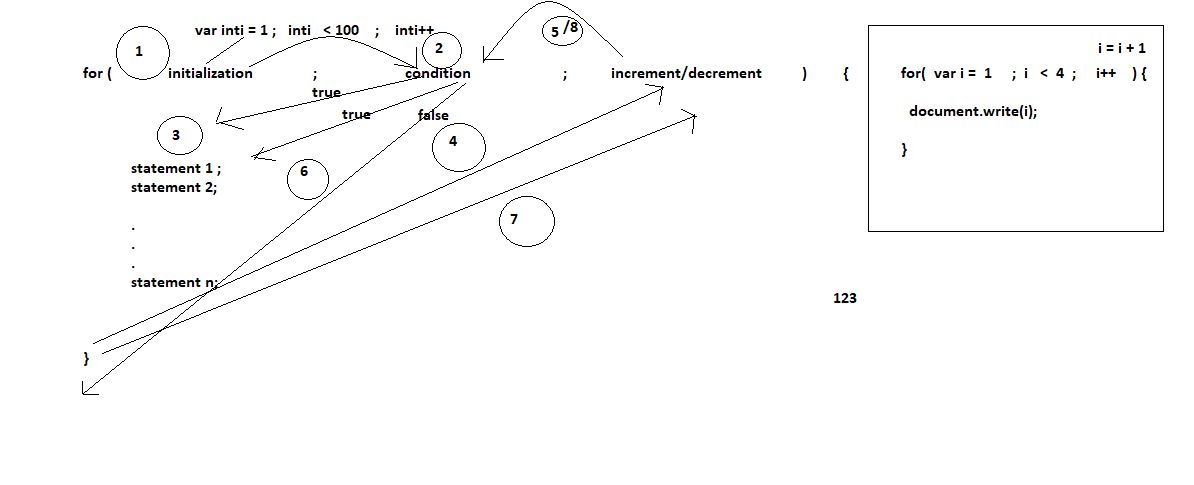 var inti = 1 ; inti < 100 ; inti++
5 /8
1
2
i = i + 1
for ( initialization ; condition ; increment/decrement ) {
for( var i = 1 ; i < 4 ; i++ ) {
true
true
false
document.write(i);
3
4
}
statement 1 ;
6
statement 2;
7
.
.
.
statement n;
123
}